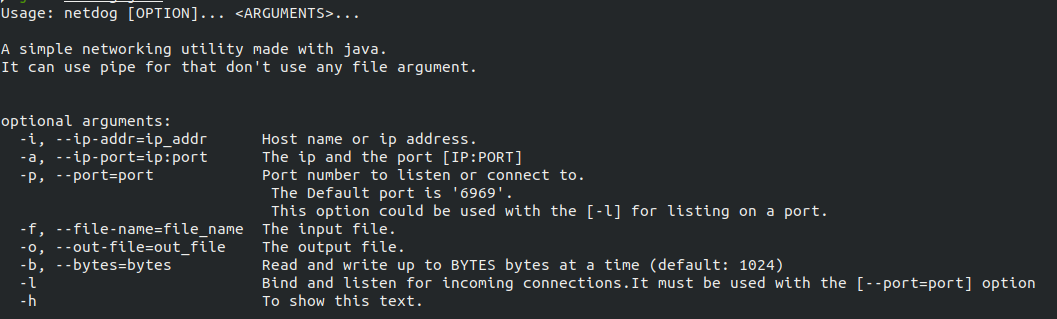 Usage: netdog [OPTION]... <ARGUMENTS>...
A simple networking utility made with java.
It can use pipe for that don't use any file argument.
optional arguments:
-i, --ip-addr=ip_addr Host name or ip address.
-a, --ip-port=ip:port The ip and the port [IP:PORT]
-p, --port=port Port number to listen or connect to.
The Default port is '6969'.
This option could be used with the [-l] for listing on a port.
-f, --file-name=file_name The input file.
-o, --out-file=out_file The output file.
-b, --bytes=bytes Read and write up to BYTES bytes at a time (default: 1024)
-l Bind and listen for incoming connections.It must be used with the [--port=port] option
-h To show this text.